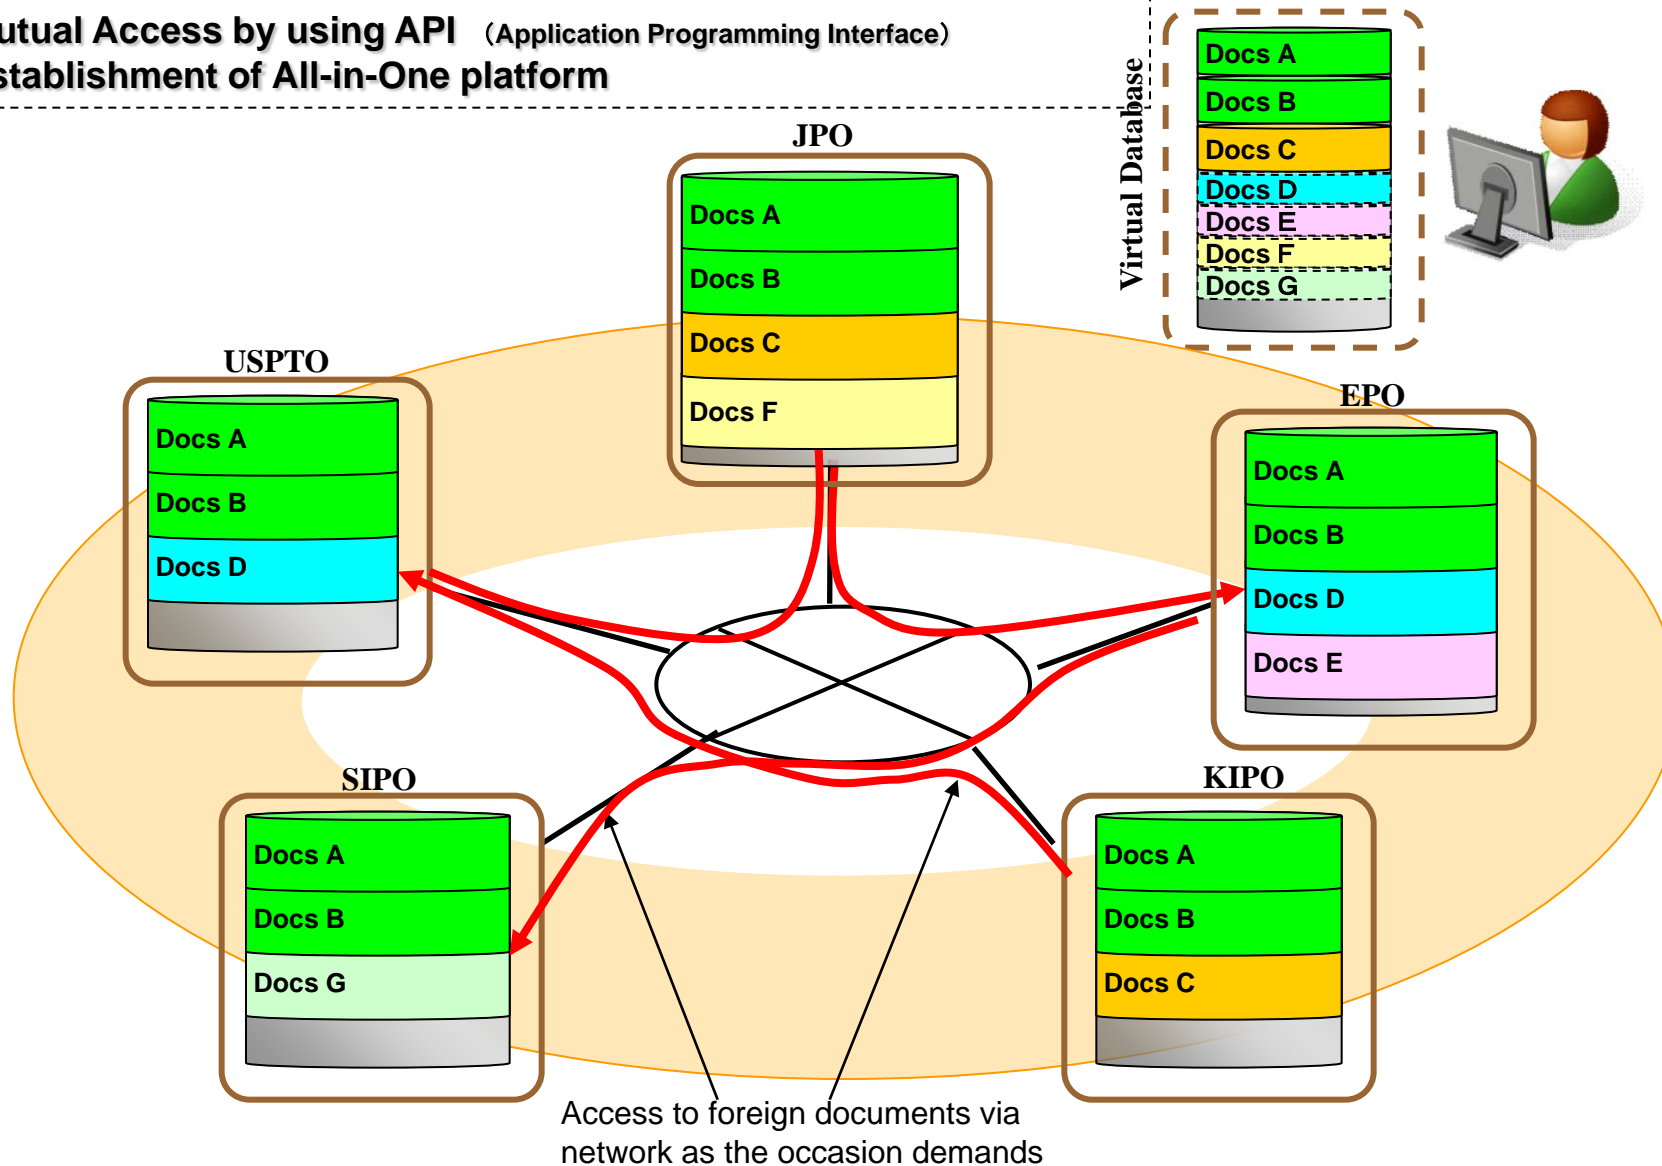 utual Access by using API （Application Programming Interface）
stablishment of All-in-One platform
Virtual Database
Docs A
Docs B
Docs C
Docs D
Docs E
Docs F
Docs G
JPO
Docs A
Docs B
Docs C
Docs F
USPTO
Docs A
Docs B
Docs D
EPO
Docs A
Docs B
Docs D
Docs E
SIPO
Docs A
Docs B
Docs G
KIPO
Docs A
Docs B
Docs C
Access to foreign documents via
network as the occasion demands